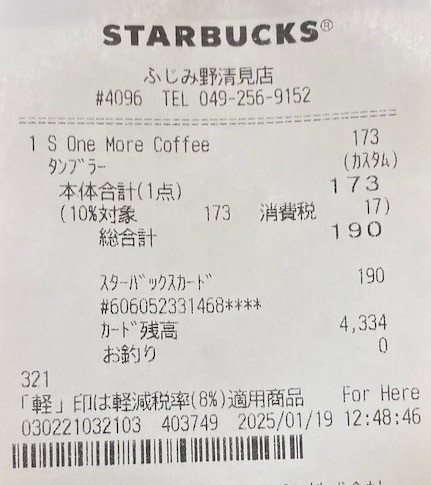 STARBUCKS®
ふじみ野清見店
#4096 TEL 049-256-9152
1 S One More Coffee 173
ﾀﾝﾌﾞﾗｰ (ｶｽﾀﾑ)
本体合計(1点) 173
(10%対象 173 消費税 17)
総合計 190
ｽﾀｰﾊﾞｯｸｽｶｰﾄﾞ 190
#606052331468****
ｶｰﾄﾞ残高 4,334
お釣り 0
321
「軽」印は軽減税率(8%)適用商品 For Here
030221032103 403749 2025/01/19 12:48:46